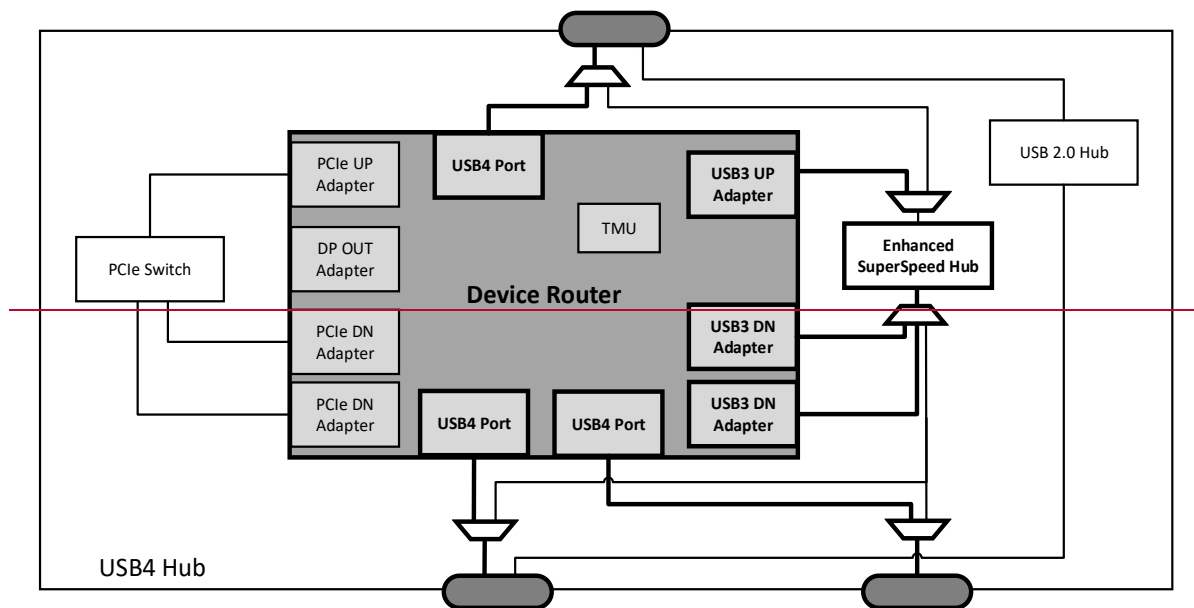 PCIe UP
Adapter
USB4 Port
USB3 UP
Adapter
USB 2.0 Hub
TMU
DP OUT
Adapter
PCIe Switch
Enhanced
SuperSpeed Hub
Device Router
PCIe DN
Adapter
USB3 DN
Adapter
PCIe DN
Adapter
USB4 Port
USB4 Port
USB3 DN
Adapter
USB4 Hub